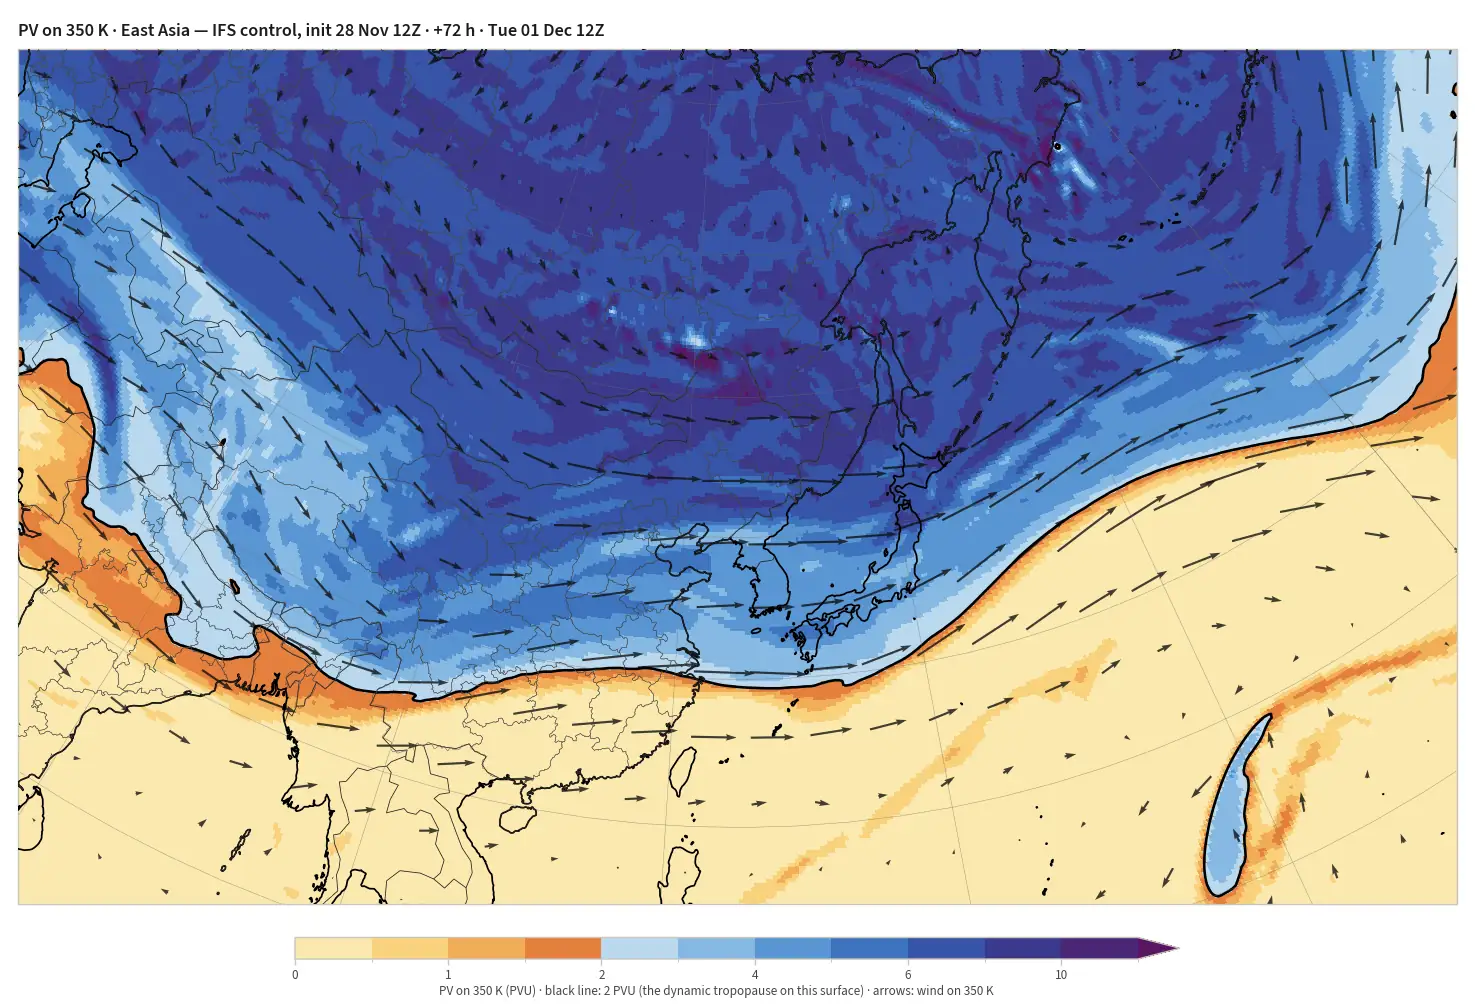 PV on 350 K · East Asia — IFS control, init 28 Nov 12Z · +72 h · Tue 01 Dec 12Z
0 1 2 4 6 10
PV on 350 K (PVU) · black line: 2 PVU (the dynamic tropopause on this surface) · arrows: wind on 350 K